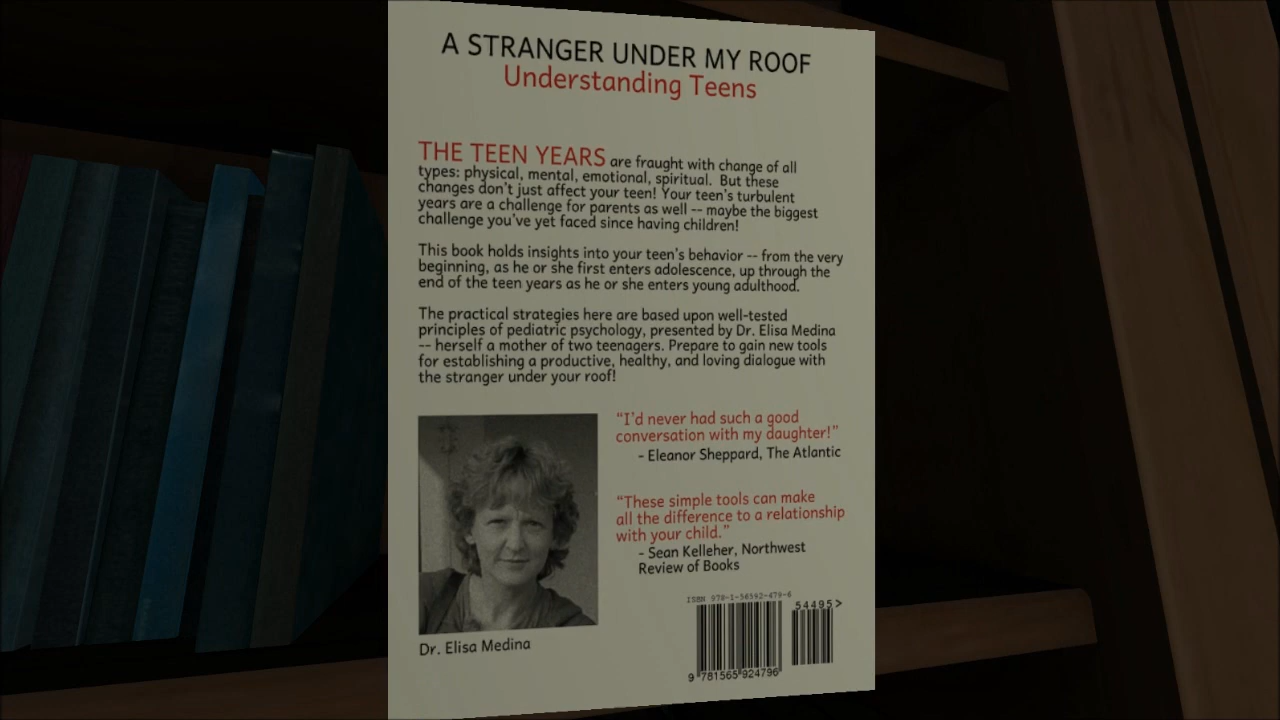 A STRANGER UNDER MY ROOF
Understanding Teens
THE TEEN YEARS are fraught with change of all
types: physical, mental, emotional, spiritual. But these
changes don't just affect your teen! Your teen's turbulent
years are a challenge for parents as well -- maybe the biggest
challenge you've yet faced since having children!
This book holds insights into your teen's behavior -- from the very
beginning, as he or she first enters adolescence, up through the
end of the teen years as he or she enters young adulthood.
The practical strategies here are based upon well-tested
principles of pediatric psychology, presented by Dr. Elisa Medina
-- herself a mother of two teenagers. Prepare to gain new tools
for establishing a productive, healthy, and loving dialogue with
the stranger under your roof!
"I'd never had such a good
conversation with my daughter!"
- Eleanor Sheppard, The Atlantic
"These simple tools can make
all the difference to a relationship
with your child."
- Sean Kelleher, Northwest
Review of Books
Dr. Elisa Medina
ISBN 978-1-56592-479-6
54495>
9 781565 924796